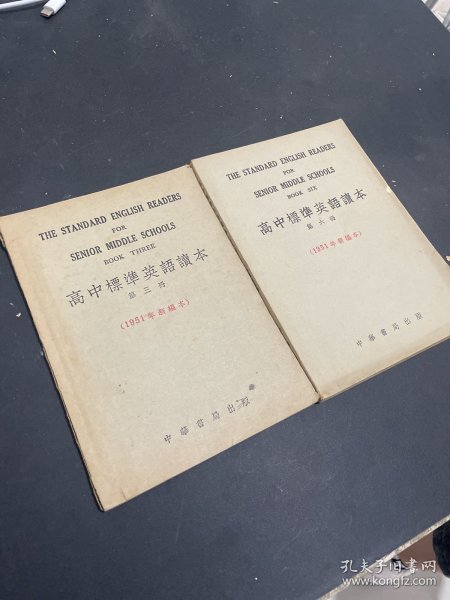 THE STANDARD ENGLISH READERS
FOR
SENIOR MIDDLE SCHOOLS
BOOK THREE
高中標準英語讀本
第三册
(1951年新編本)
中華書局出版
THE STANDARD ENGLISH READERS
FOR
SENIOR MIDDLE SCHOOLS
BOOK SIX
高中標準英語讀本
第六册
(1951年新編本)
中華書局出版
孔夫子旧书网
www.kongfz.com